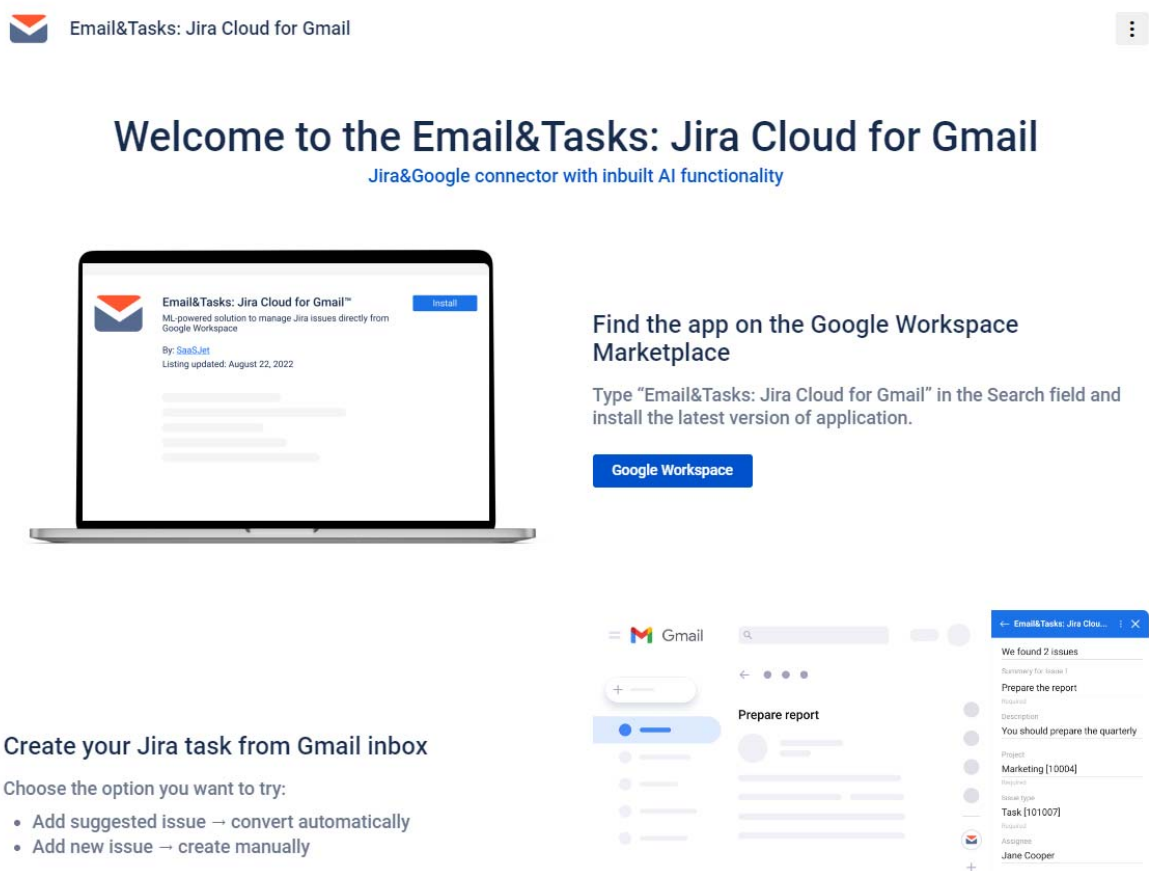 Email&Tasks: Jira Cloud for Gmail
Welcome to the Email&Tasks: Jira Cloud for Gmail
Jira&Google connector with inbuilt AI functionality
Email&Tasks: Jira Cloud for Gmail™
Install
ML-powered solution to manage Jira issues directly from
Google Workspace
By: SaaSJet
Listing updated: August 22, 2022
Find the app on the Google Workspace
Marketplace
Type “Email&Tasks: Jira Cloud for Gmail” in the Search field and
install the latest version of application.
Google Workspace
Create your Jira task from Gmail inbox
Choose the option you want to try:
• Add suggested issue → convert automatically
• Add new issue → create manually
Gmail
Prepare report
← Email&Tasks: Jira Clou...
We found 2 issues
Summary for issue 1
Prepare the report
Required
Description
You should prepare the quarterly
Project
Marketing [10004]
Required
Issue type
Task [101007]
Required
Assignee
Jane Cooper